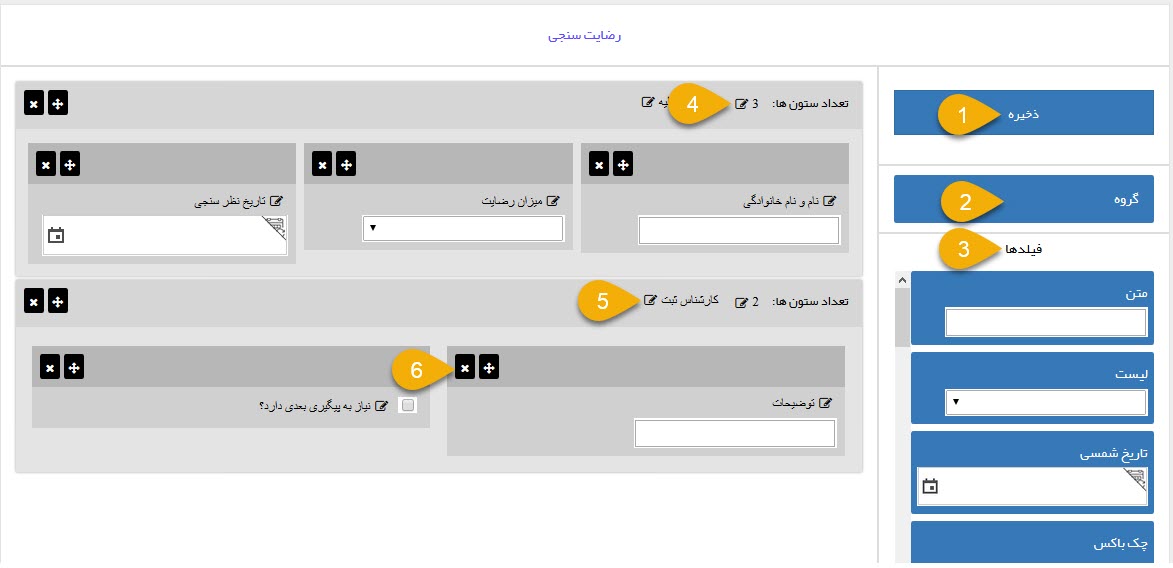 رضایت سنجی
1
ذخیره
2
گروه
3
فیلدها
متن
لیست
تاریخ شمسی
چک باکس
تعداد ستون ها: 3
4
نام و نام خانوادگی
میزان رضایت
تاریخ نظر سنجی
تعداد ستون ها: 2 کارشناس ثبت
5
6
توضیحات
نیاز به پیگیری بعدی دارد؟